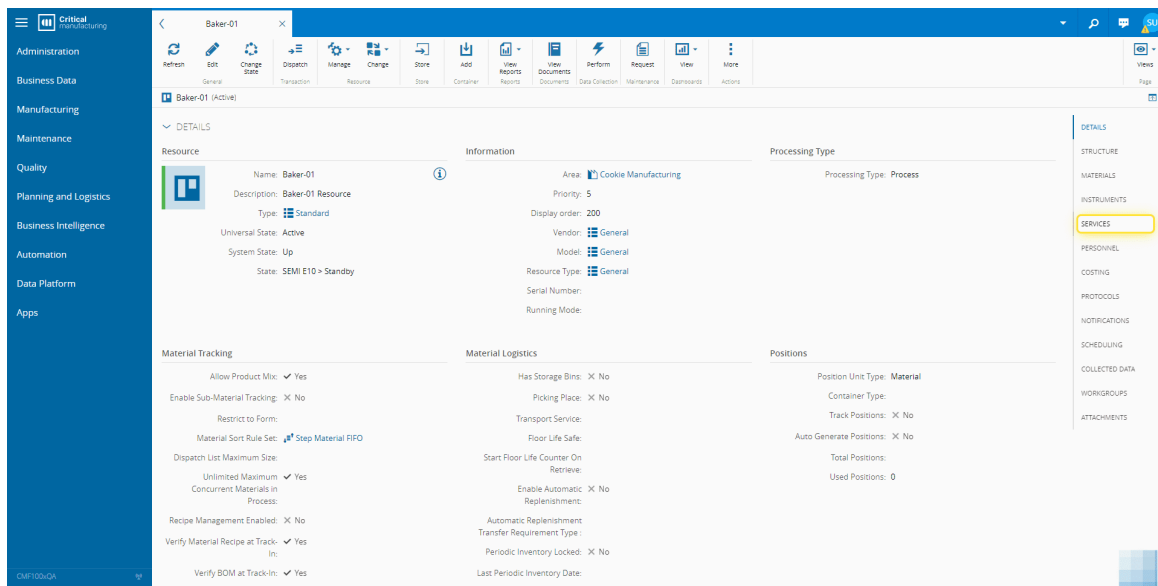 Critical
manufacturing
Baker-01
SU
Administration
Business Data
Manufacturing
Maintenance
Quality
Planning and Logistics
Business Intelligence
Automation
Data Platform
Apps
CMF100xQA
Refresh
Edit
Change State
Dispatch
Manage
Change
Store
Add
View Reports
View Documents
Perform
Request
View
More
Views
General
Transaction
Resource
Store
Container
Reports
Documents
Data Collection
Maintenance
Dashboards
Actions
Page
Baker-01 (Active)
DETAILS
Resource
Name: Baker-01
Description: Baker-01 Resource
Type: Standard
Universal State: Active
System State: Up
State: SEMI E10 > Standby
Information
Area: Cookie Manufacturing
Priority: 5
Display order: 200
Vendor: General
Model: General
Resource Type: General
Serial Number:
Running Mode:
Processing Type
Processing Type: Process
Material Tracking
Allow Product Mix: Yes
Enable Sub-Material Tracking: No
Restrict to Form:
Material Sort Rule Set: Step Material FIFO
Dispatch List Maximum Size:
Unlimited Maximum Yes
Concurrent Materials in
Process:
Recipe Management Enabled: No
Verify Material Recipe at Track- Yes
In:
Verify BOM at Track-In: Yes
Material Logistics
Has Storage Bins: No
Picking Place: No
Transport Service:
Floor Life Safe:
Start Floor Life Counter On
Retrieve:
Enable Automatic No
Replenishment:
Automatic Replenishment
Transfer Requirement Type :
Periodic Inventory Locked: No
Last Periodic Inventory Date:
Positions
Position Unit Type: Material
Container Type:
Track Positions: No
Auto Generate Positions: No
Total Positions:
Used Positions: 0
DETAILS
STRUCTURE
MATERIALS
INSTRUMENTS
SERVICES
PERSONNEL
COSTING
PROTOCOLS
NOTIFICATIONS
SCHEDULING
COLLECTED DATA
WORKGROUPS
ATTACHMENTS